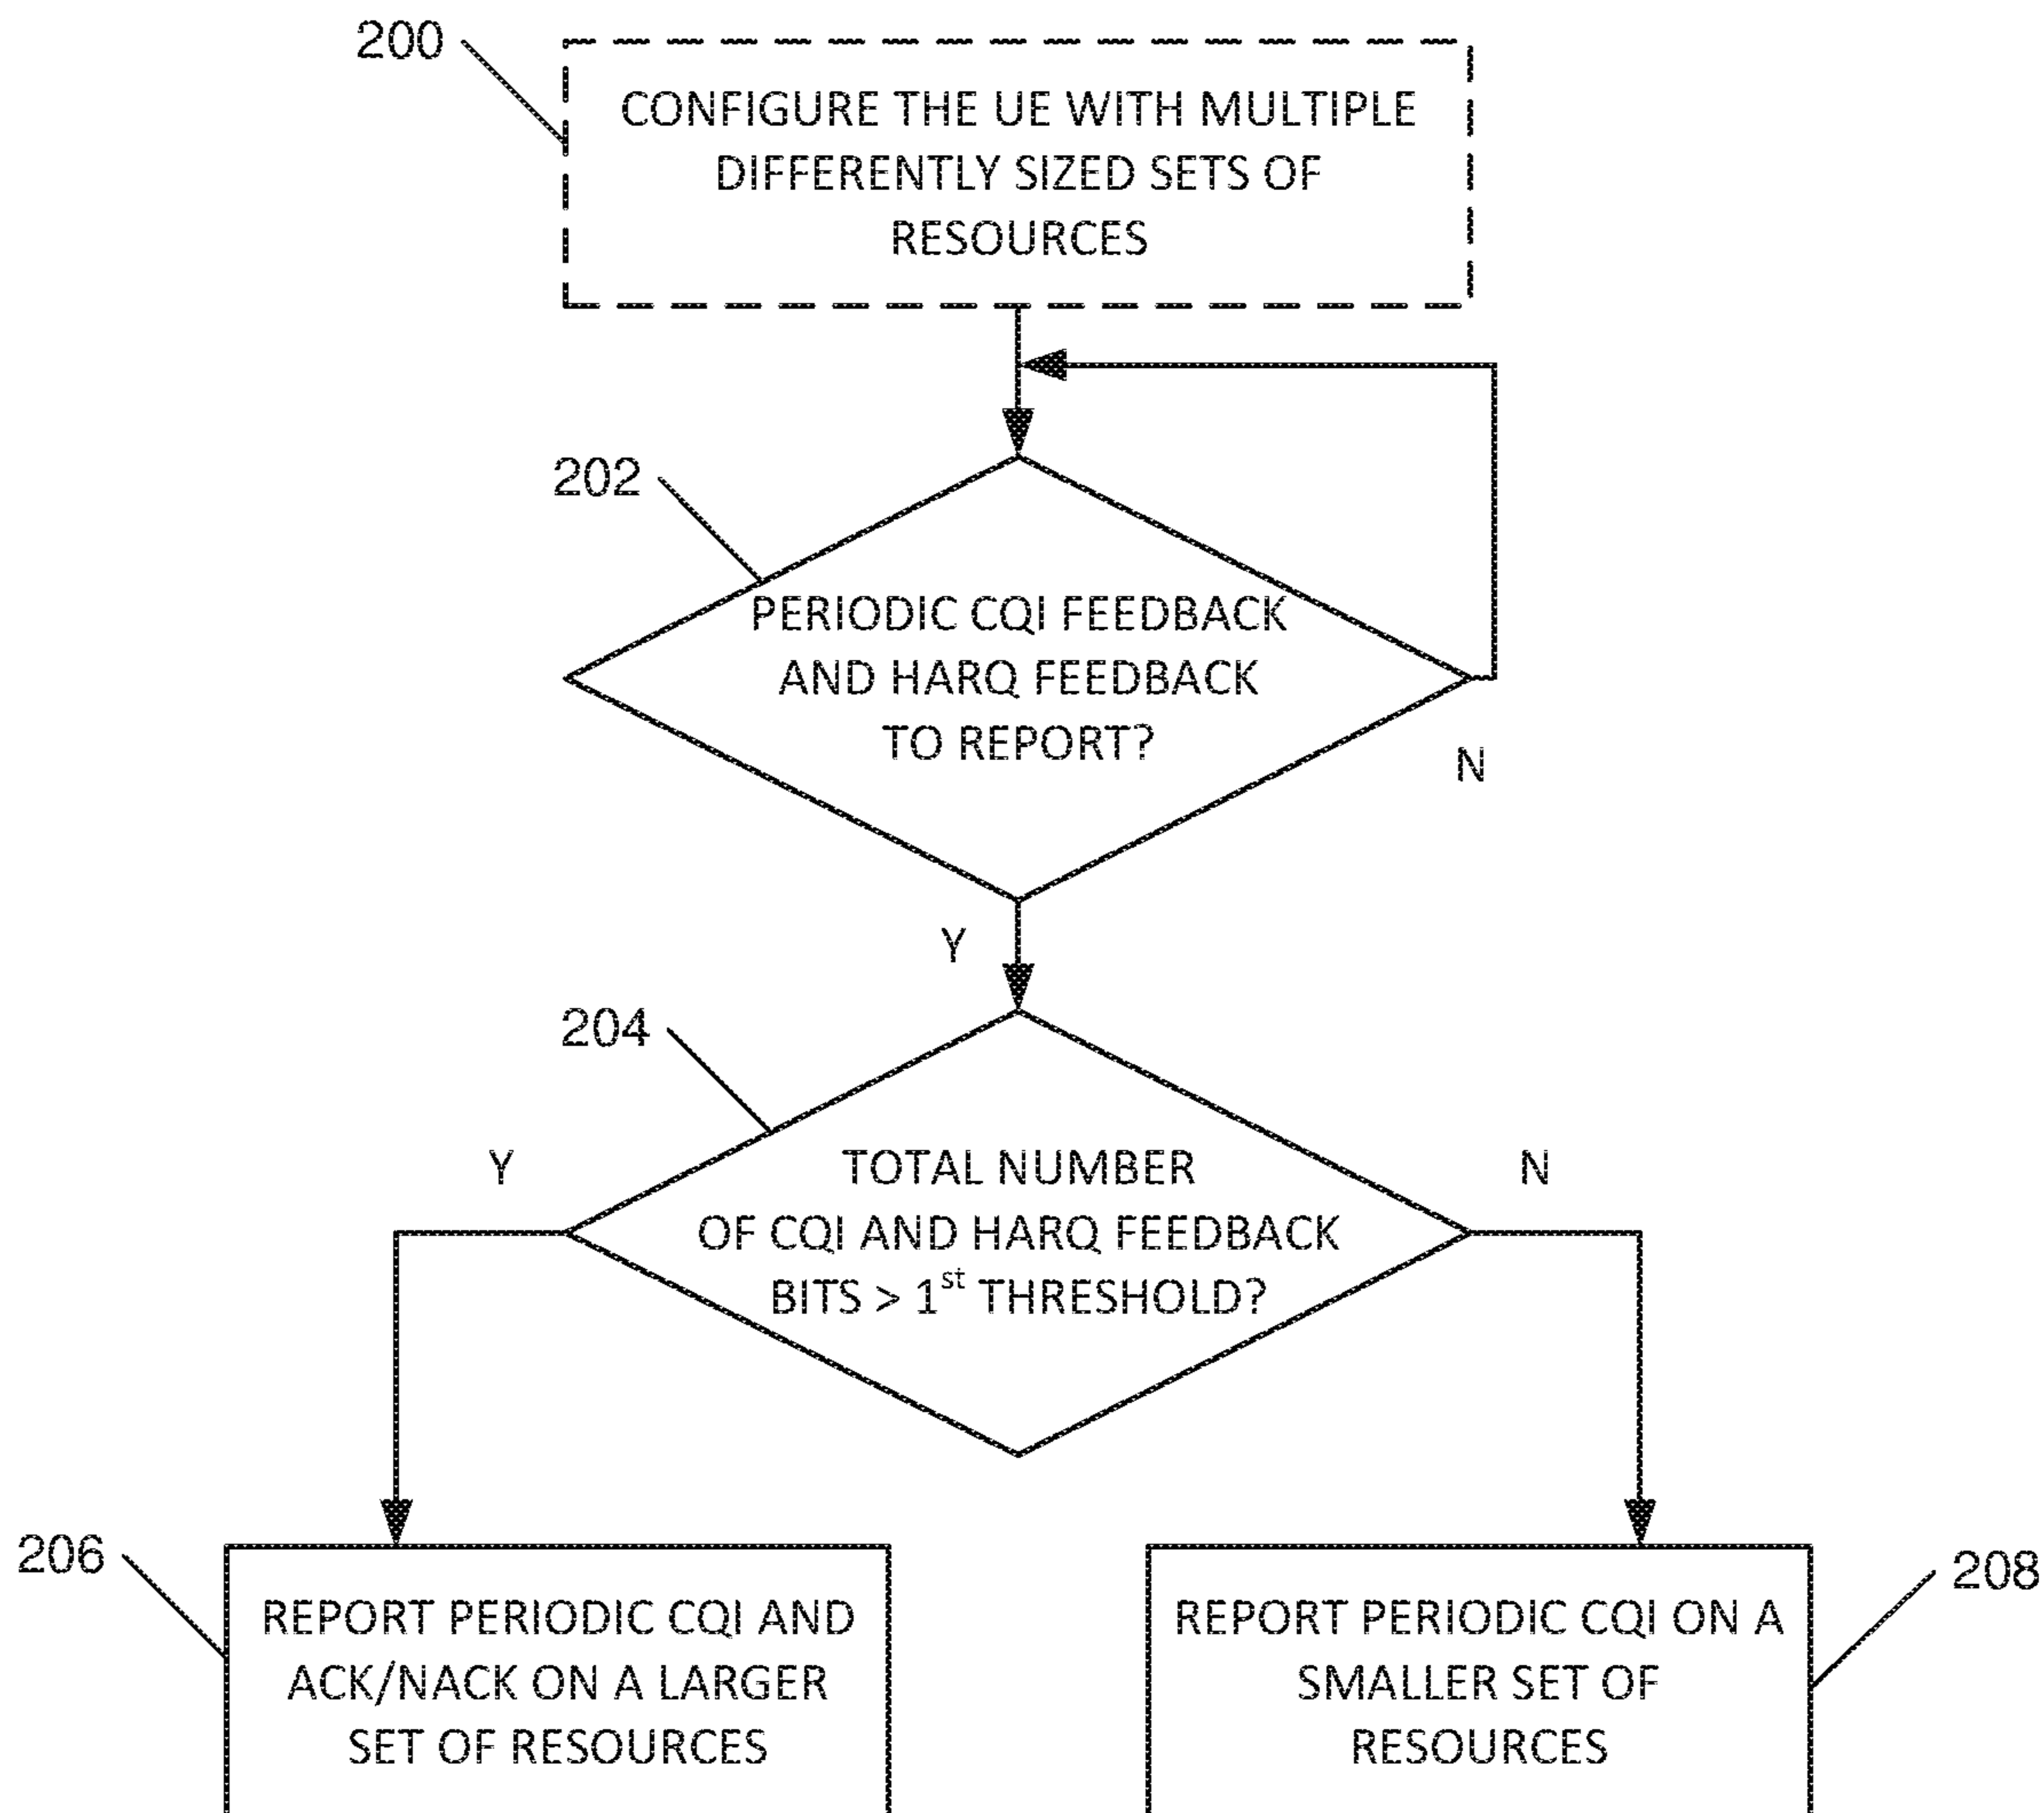 200
CONFIGURE THE UE WITH MULTIPLE
DIFFERENTLY SIZED SETS OF
RESOURCES
202
PERIODIC CQI FEEDBACK
AND HARQ FEEDBACK
TO REPORT?
N
Y
204
Y
TOTAL NUMBER
N
OF CQI AND HARQ FEEDBACK
BITS > 1st THRESHOLD?
206
REPORT PERIODIC CQI AND
ACK/NACK ON A LARGER
SET OF RESOURCES
208
REPORT PERIODIC CQI ON A
SMALLER SET OF
RESOURCES